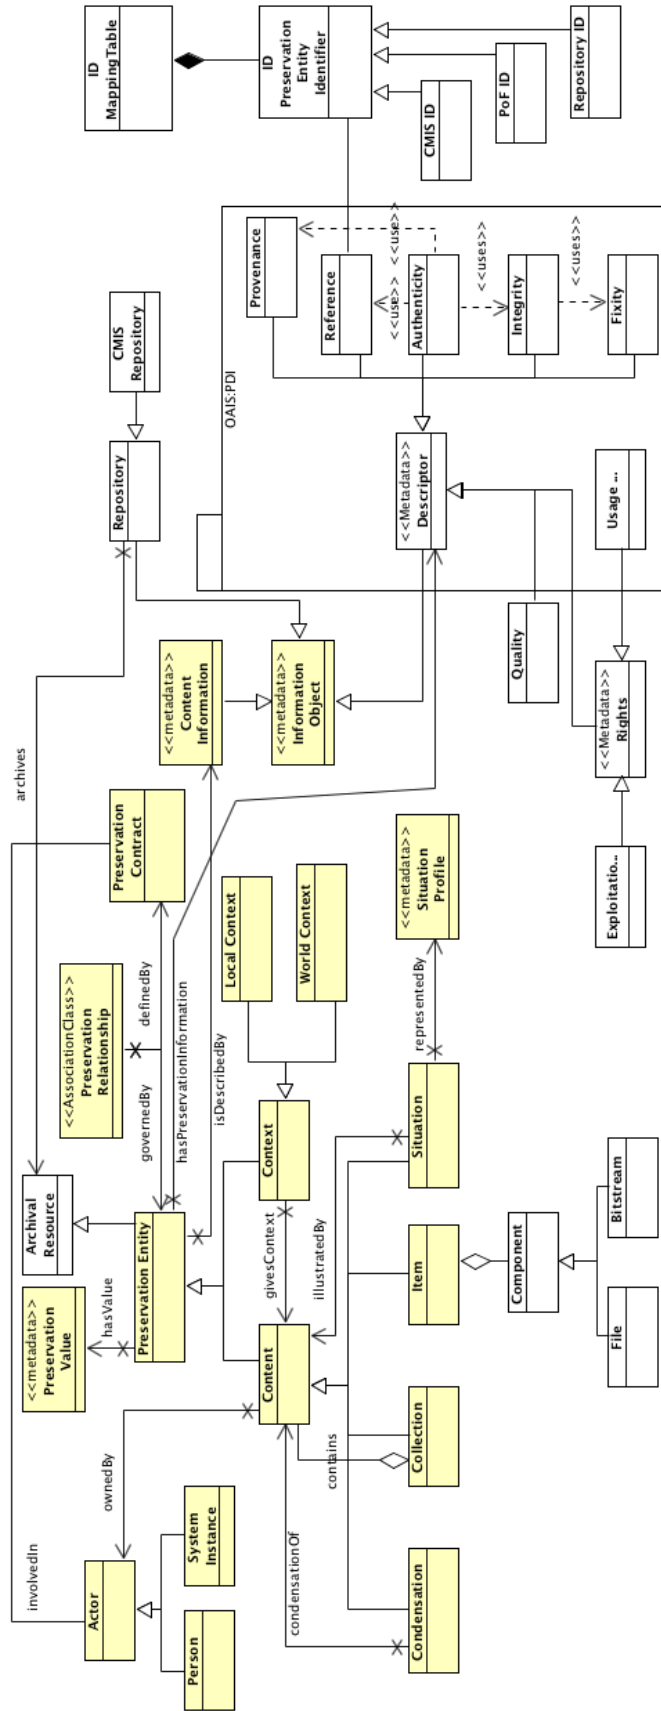 involvedIn
archives
<<metadata>>
Preservation
Value
hasValue
Archival
Resource
<<AssociationClass>>
Preservation
Relationship
Actor
ownedBy
Preservation Entity
governedBy
definedBy
Preservation
Contract
Repository
CMIS
Repository
ID
MappingTable
Person
System
Instance
hasPreservationInformation
isDescribedBy
<<metadata>>
Content
Information
OAIS:PDI
Content
givesContext
Context
Local Context
World Context
<<metadata>>
Information
Object
Provenance
ID
Preservation
Entity
Identifier
condensationOf
contains
illustratedBy
Reference
<<use>>
<<use>>
Condensation
Collection
Item
Situation
representedBy
<<metadata>>
Situation
Profile
<<Metadata>>
Descriptor
Authenticity
CMIS ID
<<uses>>
Component
Quality
Integrity
PoF ID
<<uses>>
File
Bitstream
Exploitatio...
<<Metadata>>
Rights
Usage ...
Fixity
Repository ID